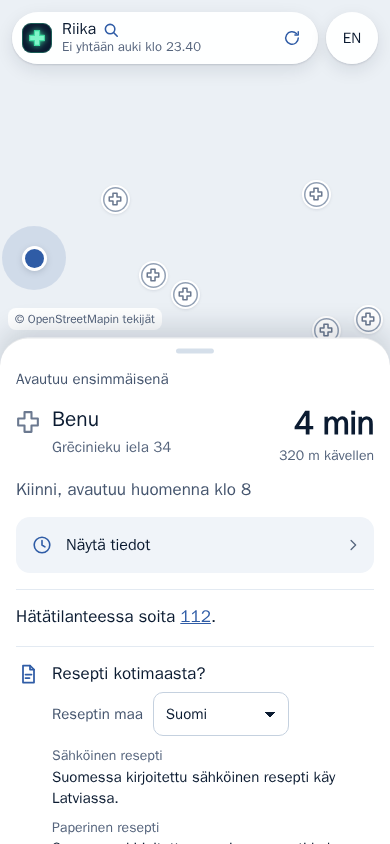 Riika
Ei yhtään auki klo 23.40
EN
© OpenStreetMapin tekijät
Avautuu ensimmäisenä
Benu
4 min
Grēcinieku iela 34
320 m kävellen
Kiinni, avautuu huomenna klo 8
Näytä tiedot
Hätätilanteessa soita 112.
Resepti kotimaasta?
Reseptin maa
Suomi
Sähköinen resepti
Suomessa kirjoitettu sähköinen resepti käy
Latviassa.
Paperinen resepti